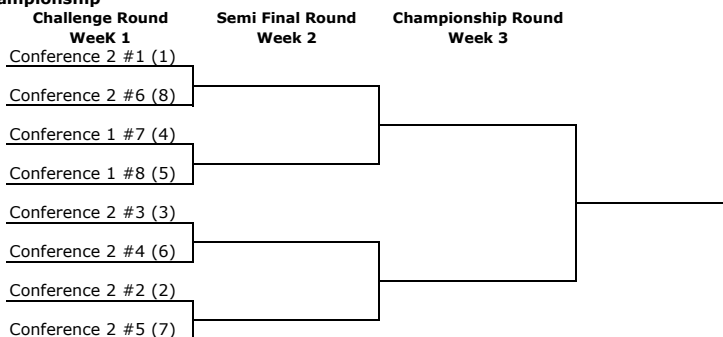 Challenge Round Semi Final Round Championship Round
WeeK 1 Week 2 Week 3
Conference 2 #1 (1)
Conference 2 #6 (8)
Conference 1 #7 (4)
Conference 1 #8 (5)
Conference 2 #3 (3)
Conference 2 #4 (6)
Conference 2 #2 (2)
Conference 2 #5 (7)